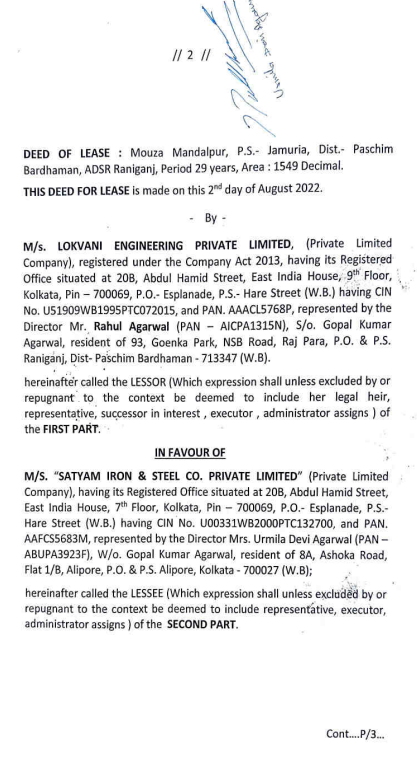 // 2 //
DEED OF LEASE : Mouza Mandalpur, P.S.- Jamuria, Dist.- Paschim
Bardhaman, ADSR Raniganj, Period 29 years, Area : 1549 Decimal.
THIS DEED FOR LEASE is made on this 2nd day of August 2022.
- By -
M/s. LOKVANI ENGINEERING PRIVATE LIMITED, (Private Limited
Company), registered under the Company Act 2013, having its Registered
Office situated at 20B, Abdul Hamid Street, East India House, 9th Floor,
Kolkata, Pin – 700069, P.O.- Esplanade, P.S.- Hare Street (W.B.) having CIN
No. U51909WB1995PTC072015, and PAN. AAACL5768P, represented by the
Director Mr. Rahul Agarwal (PAN – AICPA1315N), S/o. Gopal Kumar
Agarwal, resident of 93, Goenka Park, NSB Road, Raj Para, P.O. & P.S.
Raniganj, Dist- Paschim Bardhaman - 713347 (W.B).
hereinafter called the LESSOR (Which expression shall unless excluded by or
repugnant to the context be deemed to include her legal heir,
representative, successor in interest , executor , administrator assigns ) of
the FIRST PART.
IN FAVOUR OF
M/S. “SATYAM IRON & STEEL CO. PRIVATE LIMITED” (Private Limited
Company), having its Registered Office situated at 20B, Abdul Hamid Street,
East India House, 7th Floor, Kolkata, Pin – 700069, P.O.- Esplanade, P.S.-
Hare Street (W.B.) having CIN No. U00331WB2000PTC132700, and PAN.
AAFCS5683M, represented by the Director Mrs. Urmila Devi Agarwal (PAN –
ABUPA3923F), W/o. Gopal Kumar Agarwal, resident of 8A, Ashoka Road,
Flat 1/B, Alipore, P.O. & P.S. Alipore, Kolkata - 700027 (W.B);
hereinafter called the LESSEE (Which expression shall unless excluded by or
repugnant to the context be deemed to include representative, executor,
administrator assigns ) of the SECOND PART.
Cont....P/3...